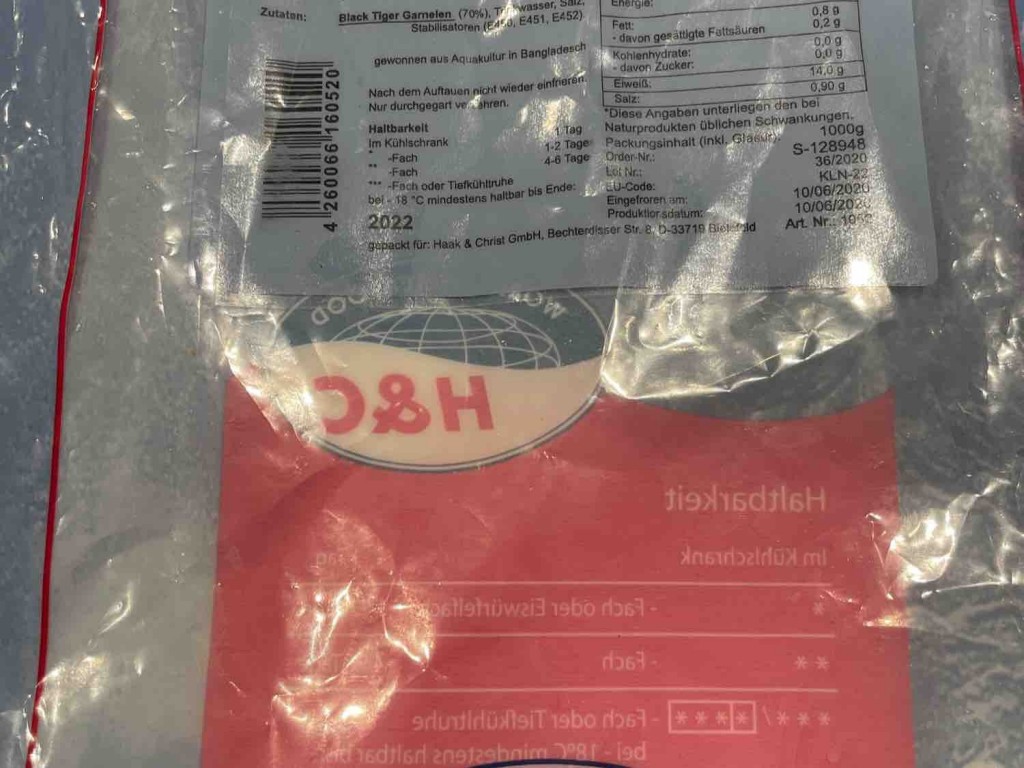 Zutaten: Black Tiger Garnelen (70%), wasser, Salz,
Stabilisatoren (E450, E451, E452)
gewonnen aus Aquakultur in Bangladesch
Nach dem Auftauen nicht wieder einfrieren.
Nur durchgegart verzehren.
Haltbarkeit
Im Kühlschrank 1 Tag
* -Fach 1-2 Tage
** -Fach 4-6 Tage
*** -Fach oder Tiefkühltruhe
bei - 18 °C mindestens haltbar bis Ende:
2022
gepackt für: Haak & Christ GmbH, Bechterdisser Str. 8, D-33719 Bielefeld
4 260066 160520
Energie:
Fett: 0,8 g
- davon gesättigte Fettsäuren 0,2 g
Kohlenhydrate: 0,0 g
- davon Zucker: 0,0 g
Eiweiß: 14,0 g
Salz: 0,90 g
*Diese Angaben unterliegen den bei
Naturprodukten üblichen Schwankungen.
Packungsinhalt (inkl. Glasur): 1000g
Order-Nr.: S-128948
Lot Nr.: 36/2020
EU-Code: KLN-22
Eingefroren am: 10/06/2020
Produktionsdatum: 10/06/2020
Art. Nr.:
H&C
Haltbarkeit
Im Kühlschrank
* - Fach oder Eiswürfelfach
** - Fach
***/**** - Fach oder Tiefkühltruhe
bei - 18°C mindestens haltbar bis